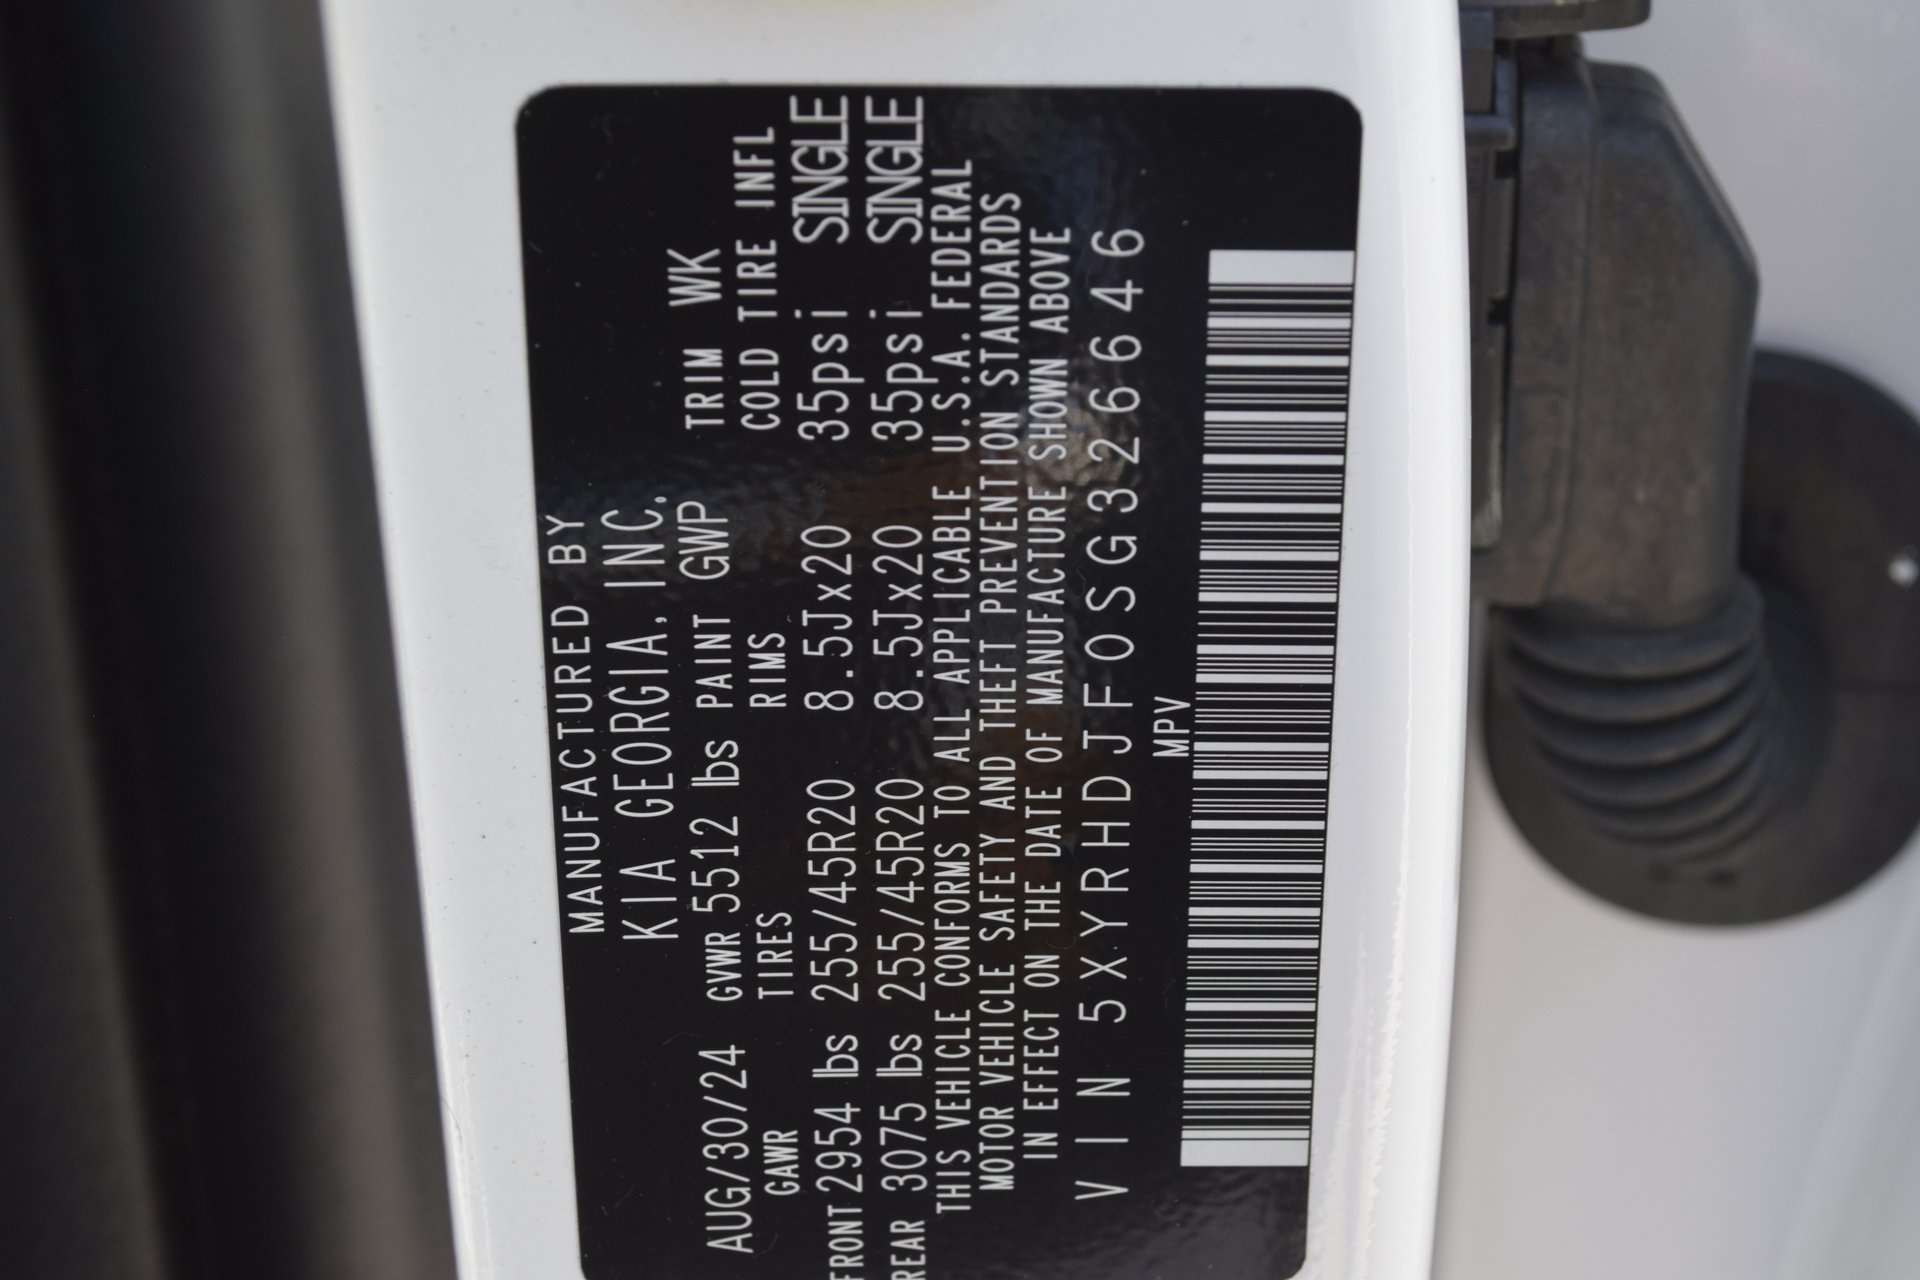 MANUFACTURED BY
KIA GEORGIA, INC.
AUG/30/24 GVWR 5512 lbs PAINT GWP TRIM WK
GAWR TIRES RIMS COLD TIRE INFL
FRONT 2954 lbs 255/45R20 8.5Jx20 35psi SINGLE
REAR 3075 lbs 255/45R20 8.5Jx20 35psi SINGLE
THIS VEHICLE CONFORMS TO ALL APPLICABLE U.S.A. FEDERAL
MOTOR VEHICLE SAFETY AND THEFT PREVENTION STANDARDS
IN EFFECT ON THE DATE OF MANUFACTURE SHOWN ABOVE
VIN 5XYRHDJF0SG326646
MPV